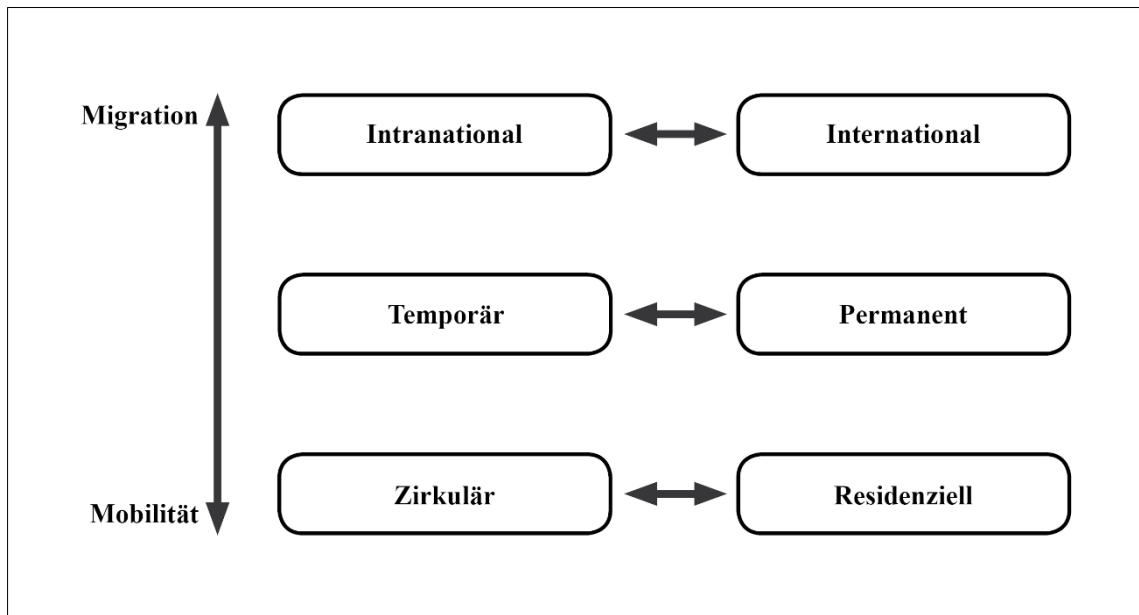 Migration
Intranational
International
Temporär
Permanent
Mobilität
Zirkulär
Residenziell